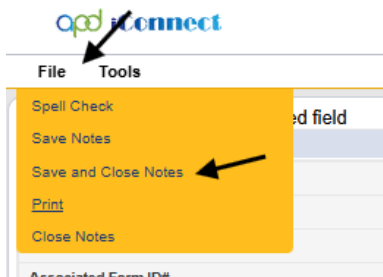 apd iConnect
File Tools
Spell Check
ed field
Save Notes
Save and Close Notes
Print
Close Notes
Associated Form ID#